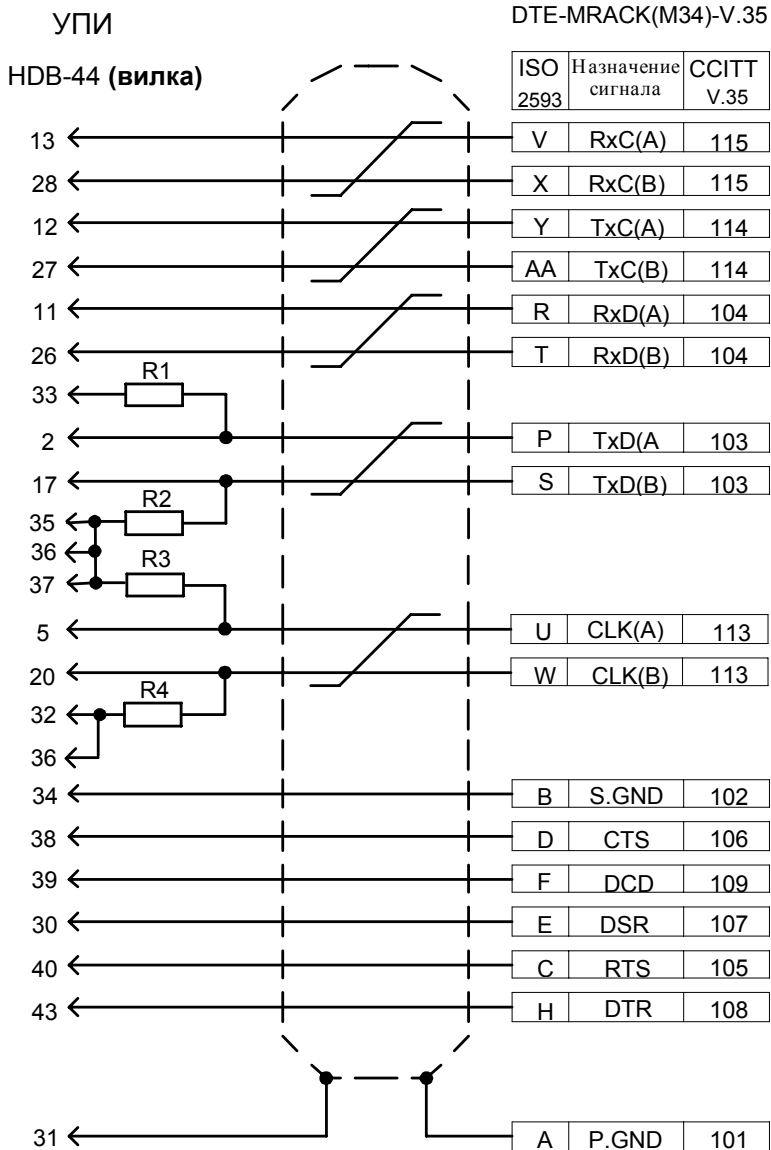 УПИ
DTE-MRACK(M34)-V.35
HDB-44 (вилка)
ISO 2593 Назначение сигнала CCITT V.35
13 V RxC(A) 115
28 X RxC(B) 115
12 Y TxC(A) 114
27 AA TxC(B) 114
11 R RxD(A) 104
26 T RxD(B) 104
R1
33
2 P TxD(A 103
17 S TxD(B) 103
R2
35
36
R3
37
5 U CLK(A) 113
20 W CLK(B) 113
R4
32
36
34 B S.GND 102
38 D CTS 106
39 F DCD 109
30 E DSR 107
40 C RTS 105
43 H DTR 108
31 A P.GND 101